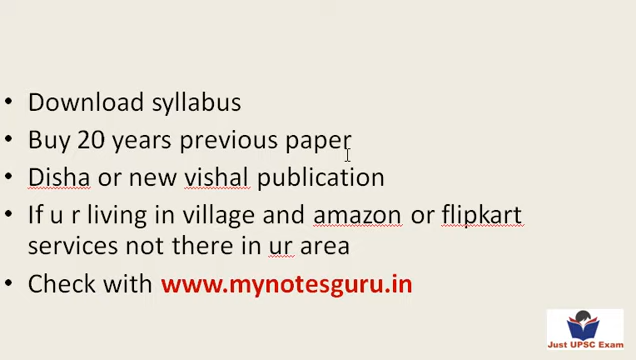 • Download syllabus
• Buy 20 years previous paper
• Disha or new vishal publication
• If u r living in village and amazon or flipkart
services not there in ur area
• Check with www.mynotesguru.in
Just UPSC Exam